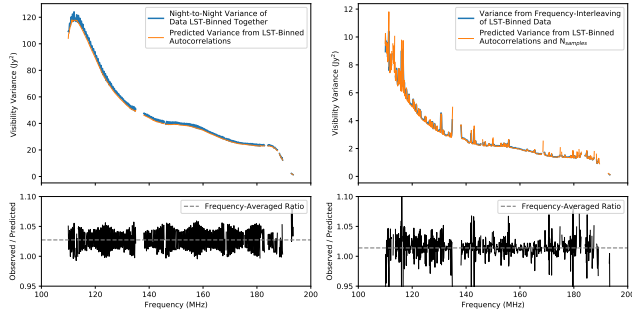 Night-to-Night Variance of
Data LST-Binned Together
Predicted Variance from LST-Binned
Autocorrelations
Visibility Variance (Jy²)
120
100
80
60
40
20
0
Variance from Frequency-Interleaving
of LST-Binned Data
Predicted Variance from LST-Binned
Autocorrelations and Nsamples
Visibility Variance (Jy²)
12
10
8
6
4
2
0
Frequency-Averaged Ratio
Observed / Predicted
1.10
1.05
1.00
0.95
100 120 140 160 180 200
Frequency (MHz)
Frequency-Averaged Ratio
Observed / Predicted
1.10
1.05
1.00
0.95
100 120 140 160 180 200
Frequency (MHz)